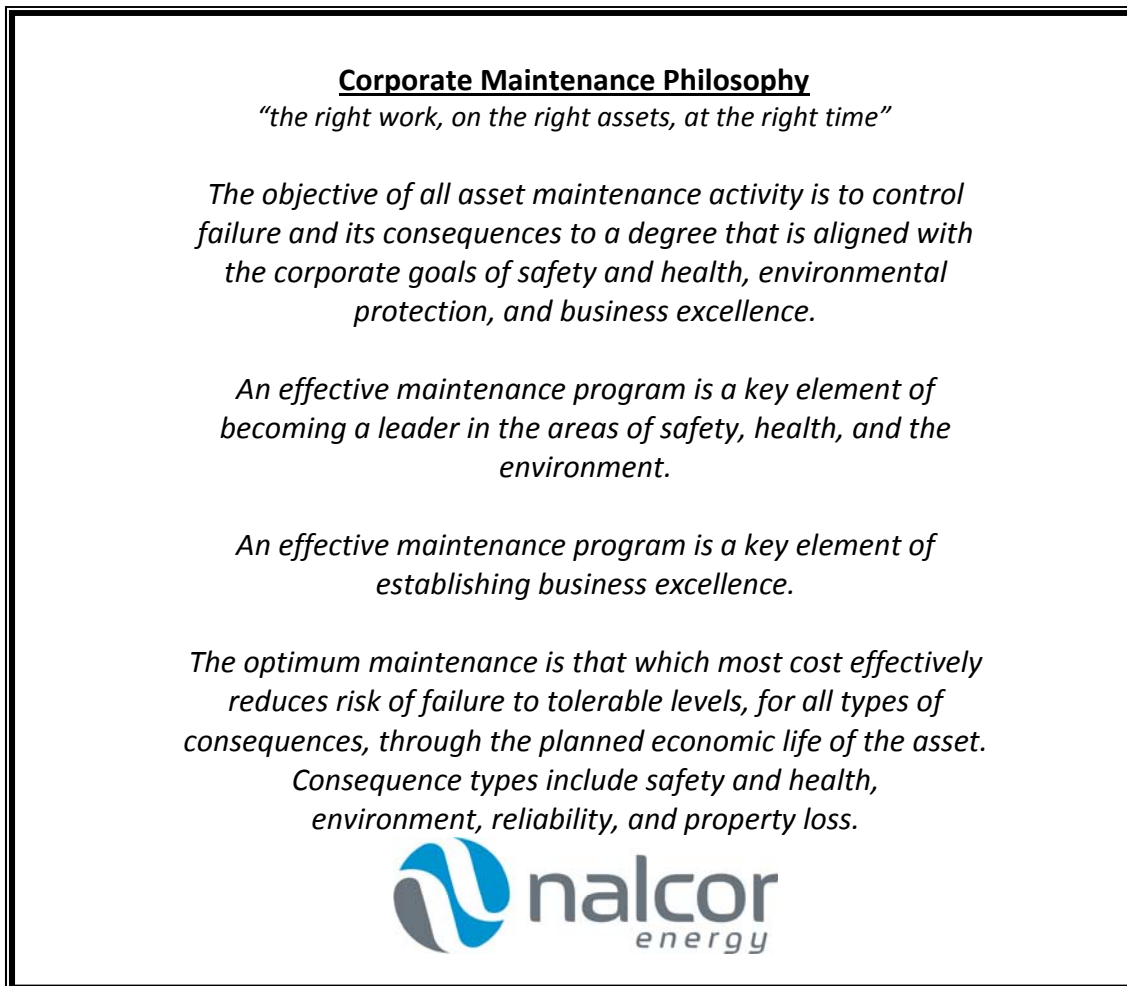 Corporate Maintenance Philosophy
“the right work, on the right assets, at the right time”
The objective of all asset maintenance activity is to control
failure and its consequences to a degree that is aligned with
the corporate goals of safety and health, environmental
protection, and business excellence.
An effective maintenance program is a key element of
becoming a leader in the areas of safety, health, and the
environment.
An effective maintenance program is a key element of
establishing business excellence.
The optimum maintenance is that which most cost effectively
reduces risk of failure to tolerable levels, for all types of
consequences, through the planned economic life of the asset.
Consequence types include safety and health,
environment, reliability, and property loss.
nalcor
energy